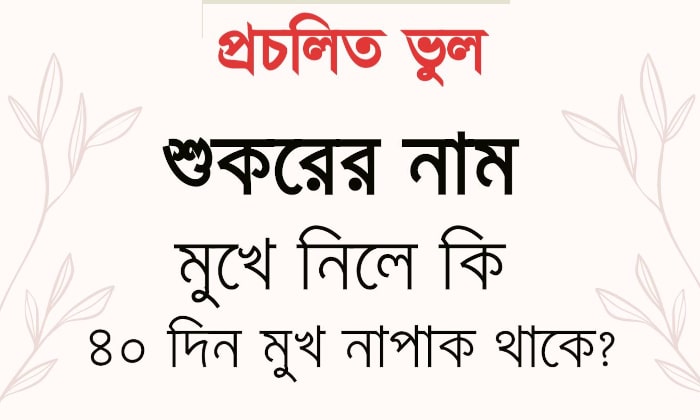 প্রচলিত ভুল
শুকরের নাম
মুখে নিলে কি
৪০ দিন মুখ নাপাক থাকে?